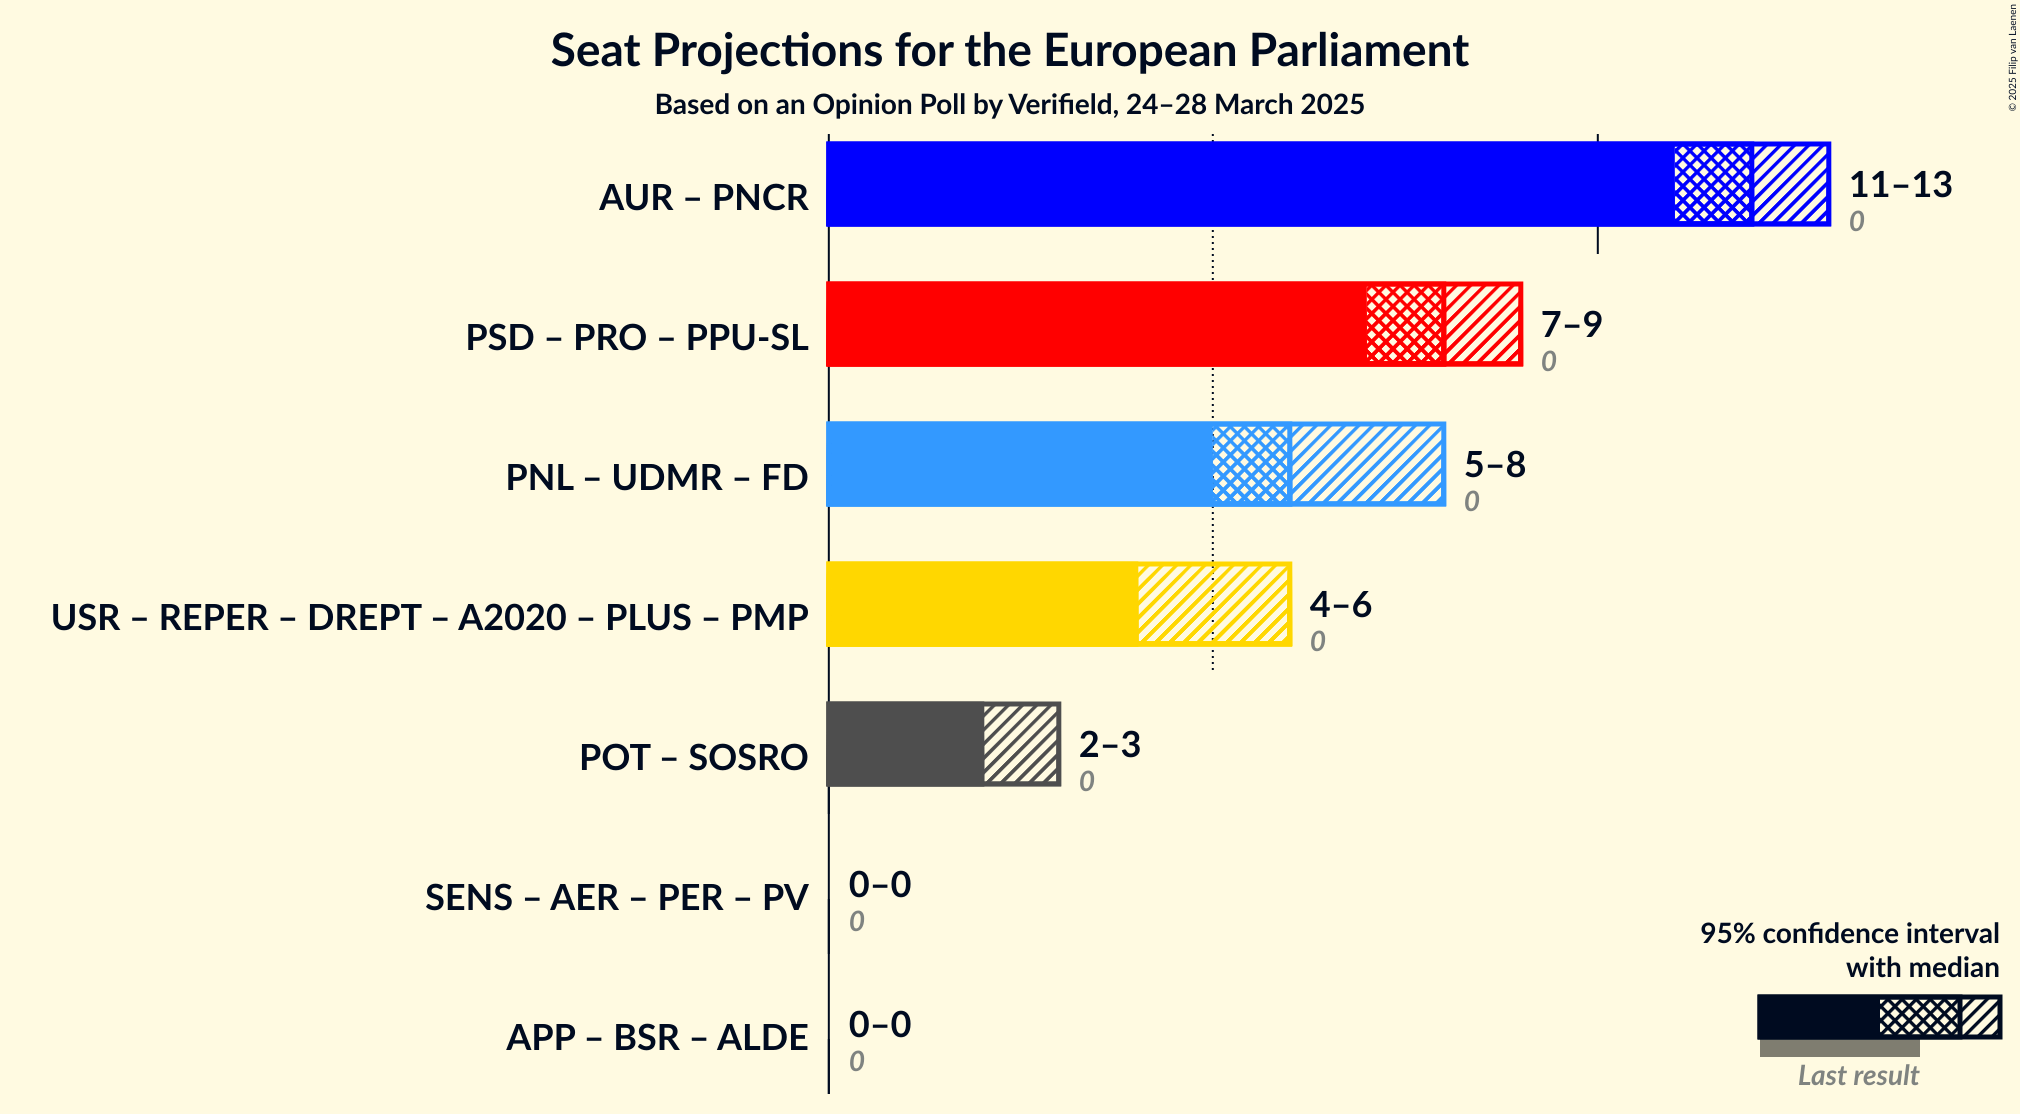 Seat Projections for the European Parliament
Based on an Opinion Poll by Verifield, 24–28 March 2025
© 2025 Filip van Laenen
AUR – PNCR
11–13
0
PSD – PRO – PPU-SL
7–9
0
PNL – UDMR – FD
5–8
0
USR – REPER – DREPT – A2020 – PLUS – PMP
4–6
0
POT – SOSRO
2–3
0
SENS – AER – PER – PV
0–0
0
APP – BSR – ALDE
0–0
0
95% confidence interval
with median
Last result